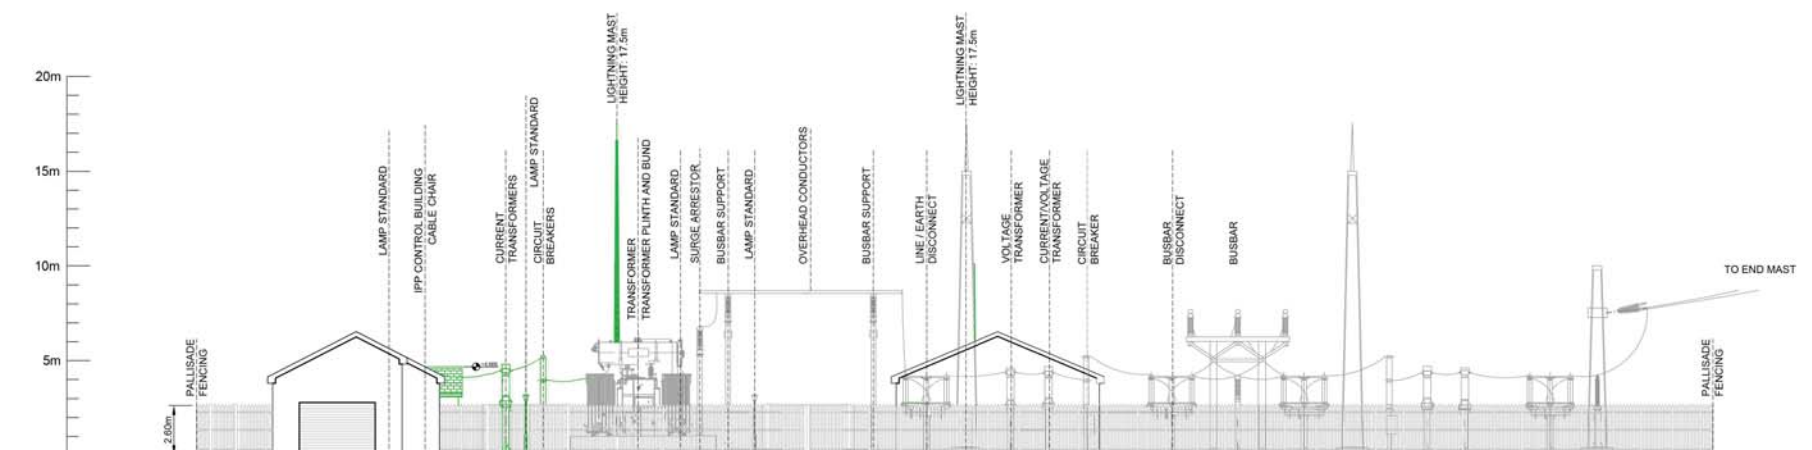 20m
15m
10m
5m
2.60m
PALLISADE
FENCING
LAMP STANDARD
IPP CONTROL BUILDING
CABLE CHAIR
CURRENT
TRANSFORMERS
LAMP STANDARD
CIRCUIT
BREAKERS
LIGHTNING MAST
HEIGHT: 17.5m
TRANSFORMER
TRANSFORMER PLINTH AND BUND
LAMP STANDARD
SURGE ARRESTOR
BUSBAR SUPPORT
LAMP STANDARD
OVERHEAD CONDUCTORS
BUSBAR SUPPORT
LINE / EARTH
DISCONNECT
LIGHTNING MAST
HEIGHT: 17.5m
VOLTAGE
TRANSFORMER
CURRENT/VOLTAGE
TRANSFORMER
CIRCUIT
BREAKER
BUSBAR
DISCONNECT
BUSBAR
TO END MAST
PALLISADE
FENCING